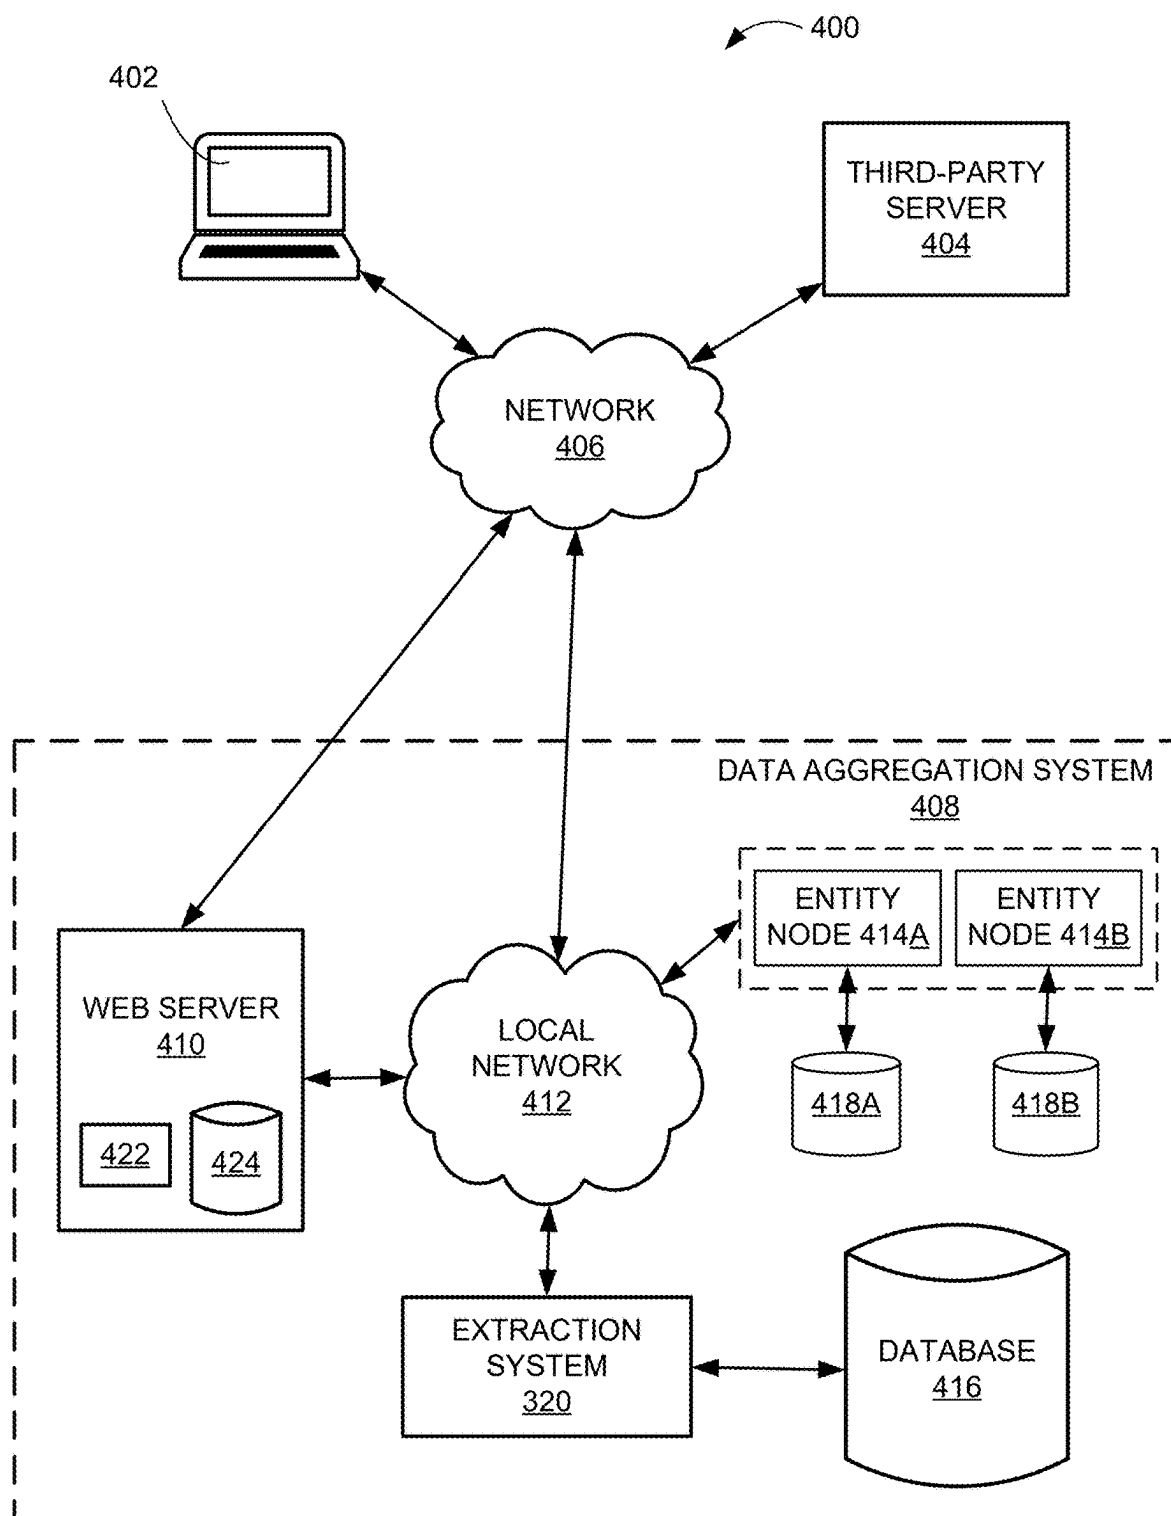 400
402
THIRD-PARTY
SERVER
404
NETWORK
406
DATA AGGREGATION SYSTEM
408
ENTITY
NODE 414A
ENTITY
NODE 414B
WEB SERVER
410
LOCAL
NETWORK
412
418A
418B
422
424
EXTRACTION
SYSTEM
320
DATABASE
416